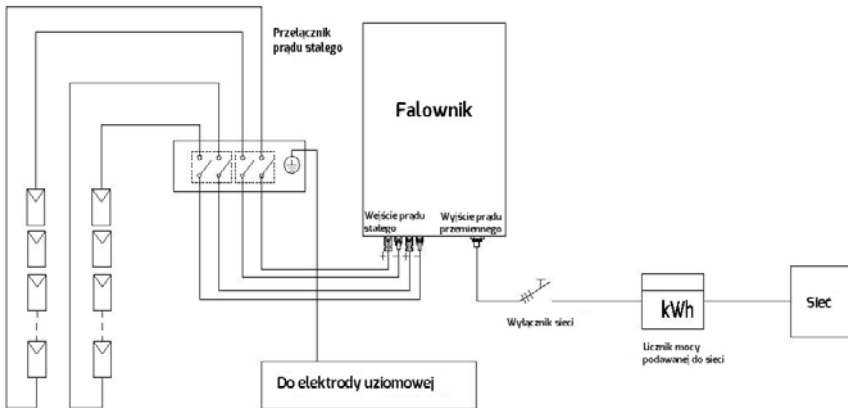 Przełącznik
prądu stałego
Falownik
Wejście prądu
stałego
Wyjście prądu
przemiennego
+ - + -
Wyłącznik sieci
kWh
Licznik mocy
podawanej do sieci
Sieć
Do elektrody uziomowej